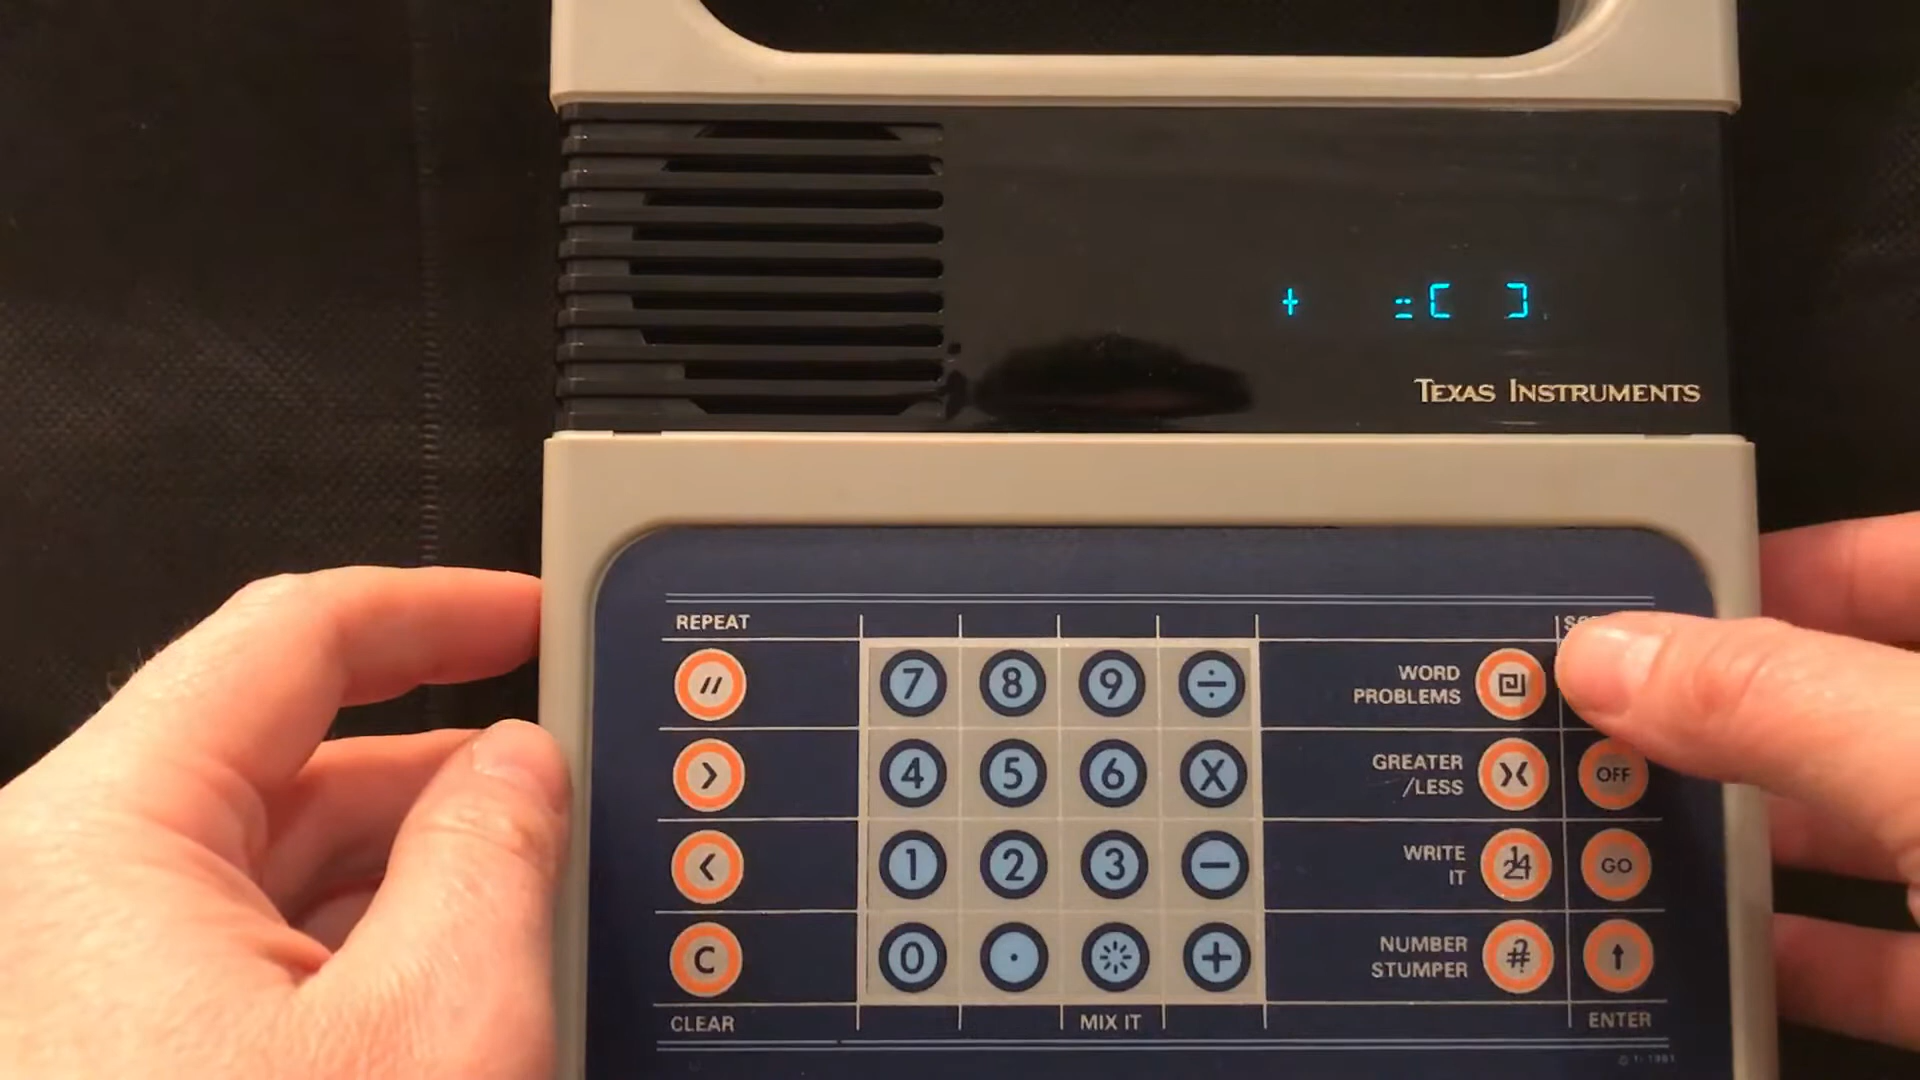 + =[ ]
TEXAS INSTRUMENTS
REPEAT
7 8 9 ÷
WORD
PROBLEMS
4 5 6 X
GREATER
/LESS
OFF
1 2 3 −
WRITE
IT
GO
C 0 · +
NUMBER
STUMPER
CLEAR
MIX IT
ENTER